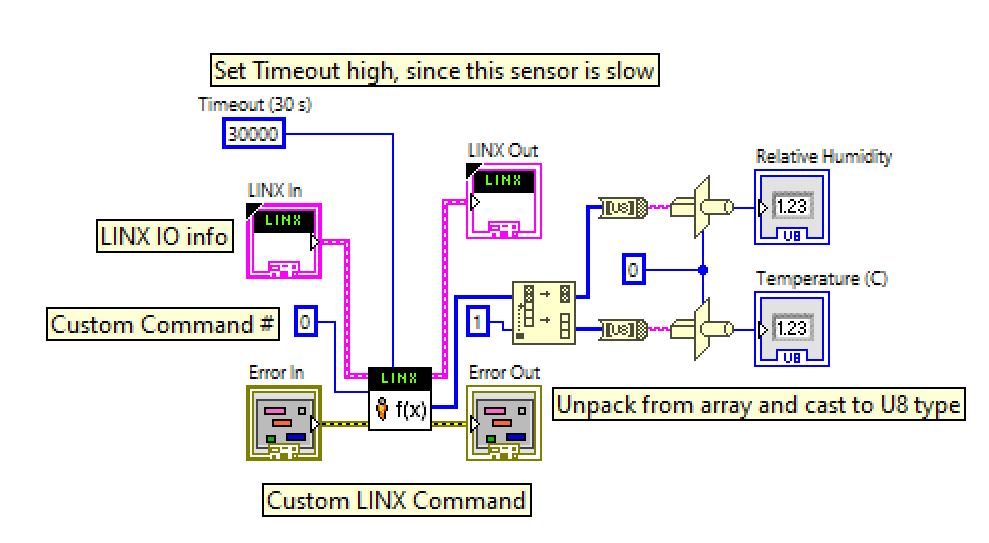 Set Timeout high, since this sensor is slow
Timeout (30 s)
30000
LINX Out
LINX
Relative Humidity
1.23
U8
LINX In
LINX
LINX IO info
[U8]
0
Temperature (C)
1.23
U8
Custom Command #
0
1
[U8]
Error In
LINX
f(x)
Error Out
Unpack from array and cast to U8 type
Custom LINX Command